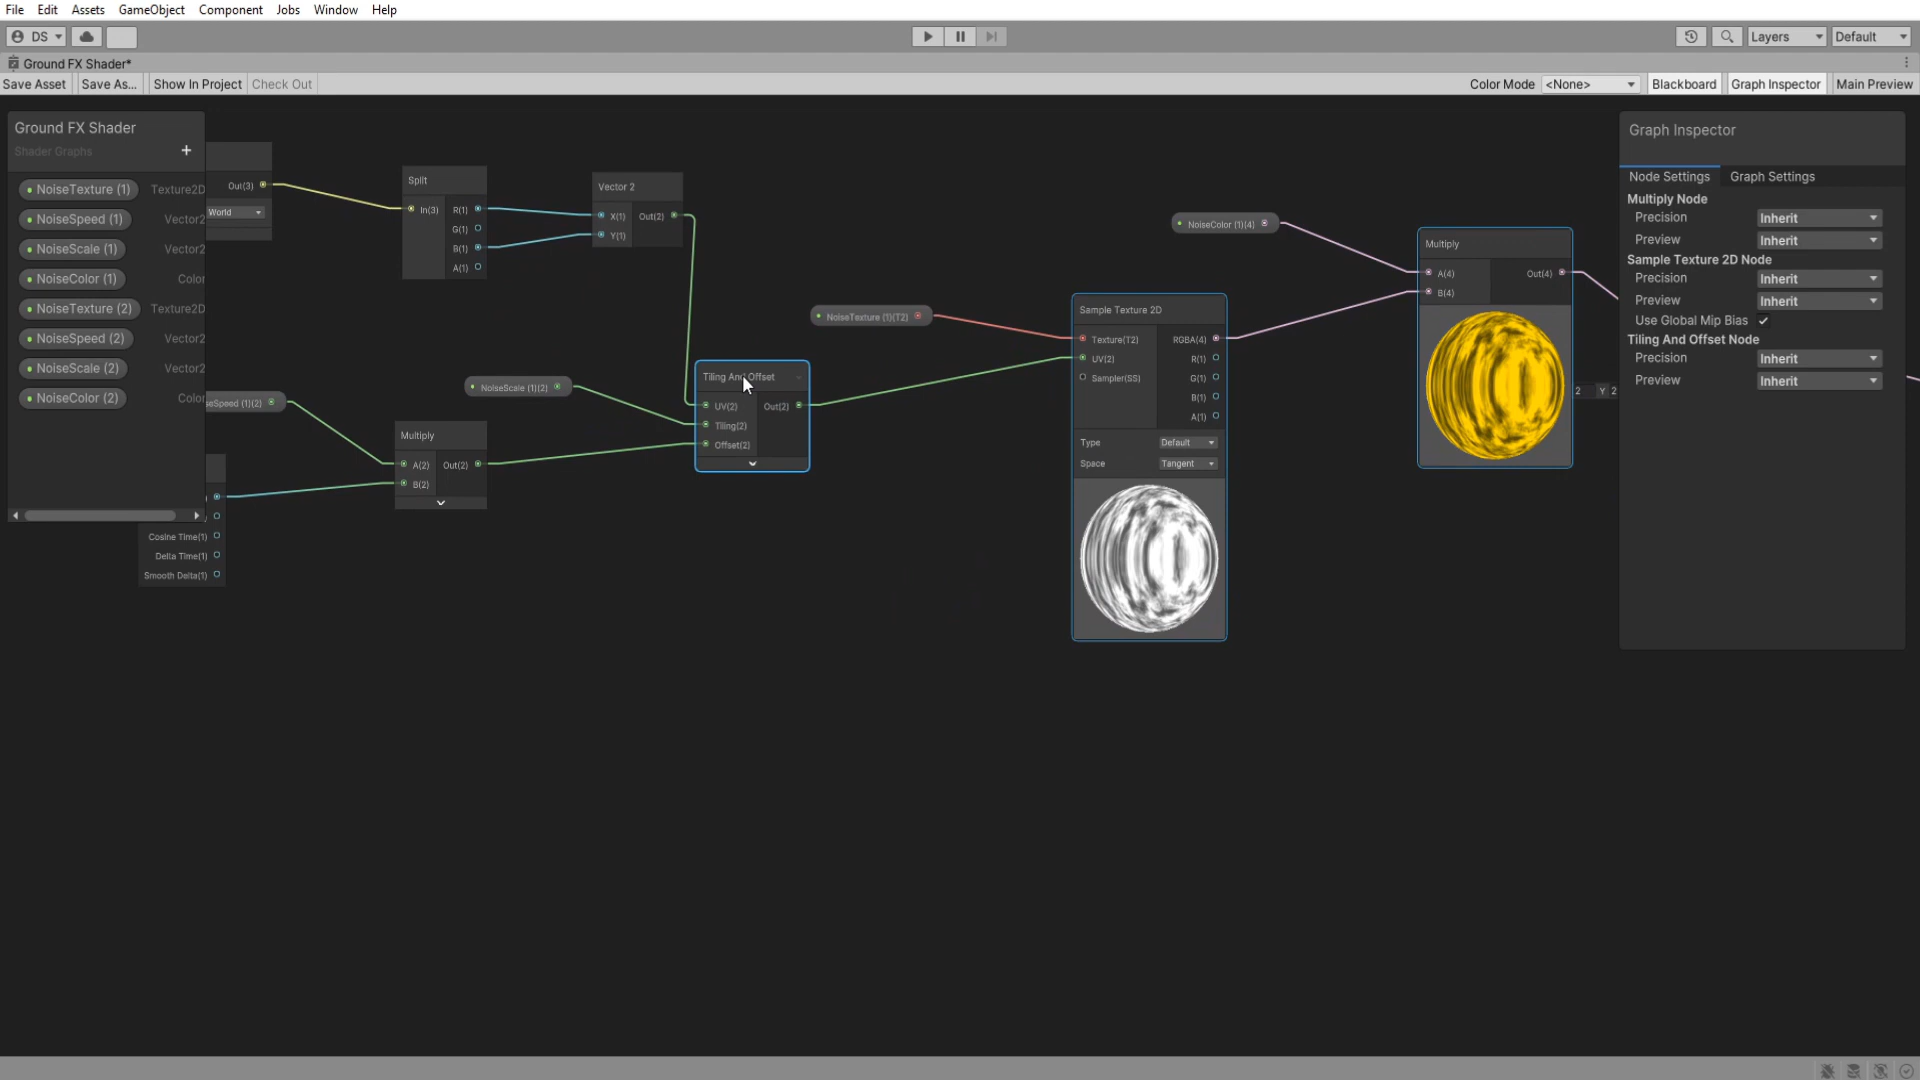 File Edit Assets GameObject Component Jobs Window Help
DS Layers Default
Ground FX Shader*
Save Asset Save As... Show In Project Check Out Color Mode <None> Blackboard Graph Inspector Main Preview
Ground FX Shader
Shader Graphs
+
NoiseTexture (1) Texture2D
NoiseSpeed (1) Vector2
NoiseScale (1) Vector2
NoiseColor (1) Color
NoiseTexture (2) Texture2D
NoiseSpeed (2) Vector2
NoiseScale (2) Vector2
NoiseColor (2) Color
Out(3)
World
Split
In(3) R(1)
G(1)
B(1)
A(1)
Vector 2
X(1) Out(2)
Y(1)
NoiseScale (1)(2)
eSpeed (1)(2)
Multiply
A(2) Out(2)
B(2)
Cosine Time(1)
Delta Time(1)
Smooth Delta(1)
Tiling And Offset
UV(2) Out(2)
Tiling(2)
Offset(2)
NoiseTexture (1)(T2)
Sample Texture 2D
Texture(T2) RGBA(4)
UV(2) R(1)
Sampler(SS) G(1)
B(1)
A(1)
Type Default
Space Tangent
NoiseColor (1)(4)
Multiply
A(4) Out(4)
B(4)
2 Y 2
Graph Inspector
Node Settings Graph Settings
Multiply Node
Precision Inherit
Preview Inherit
Sample Texture 2D Node
Precision Inherit
Preview Inherit
Use Global Mip Bias
Tiling And Offset Node
Precision Inherit
Preview Inherit